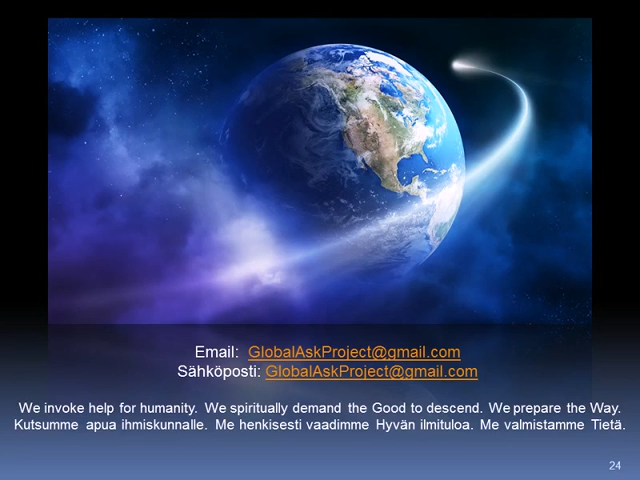 Email: GlobalAskProject@gmail.com
Sähköposti: GlobalAskProject@gmail.com
We invoke help for humanity. We spiritually demand the Good to descend. We prepare the Way.
Kutsumme apua ihmiskunnalle. Me henkisesti vaadimme Hyvän ilmituloa. Me valmistamme Tietä.
24